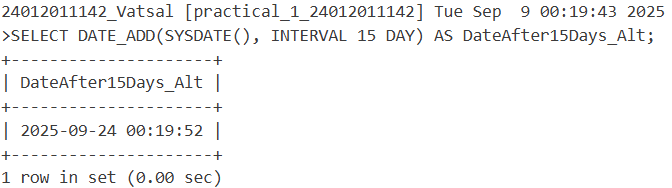 24012011142_Vatsal [practical_1_24012011142] Tue Sep  9 00:19:43 2025
>SELECT DATE_ADD(SYSDATE(), INTERVAL 15 DAY) AS DateAfter15Days_Alt;
+---------------------+
| DateAfter15Days_Alt |
+---------------------+
| 2025-09-24 00:19:52 |
+---------------------+
1 row in set (0.00 sec)